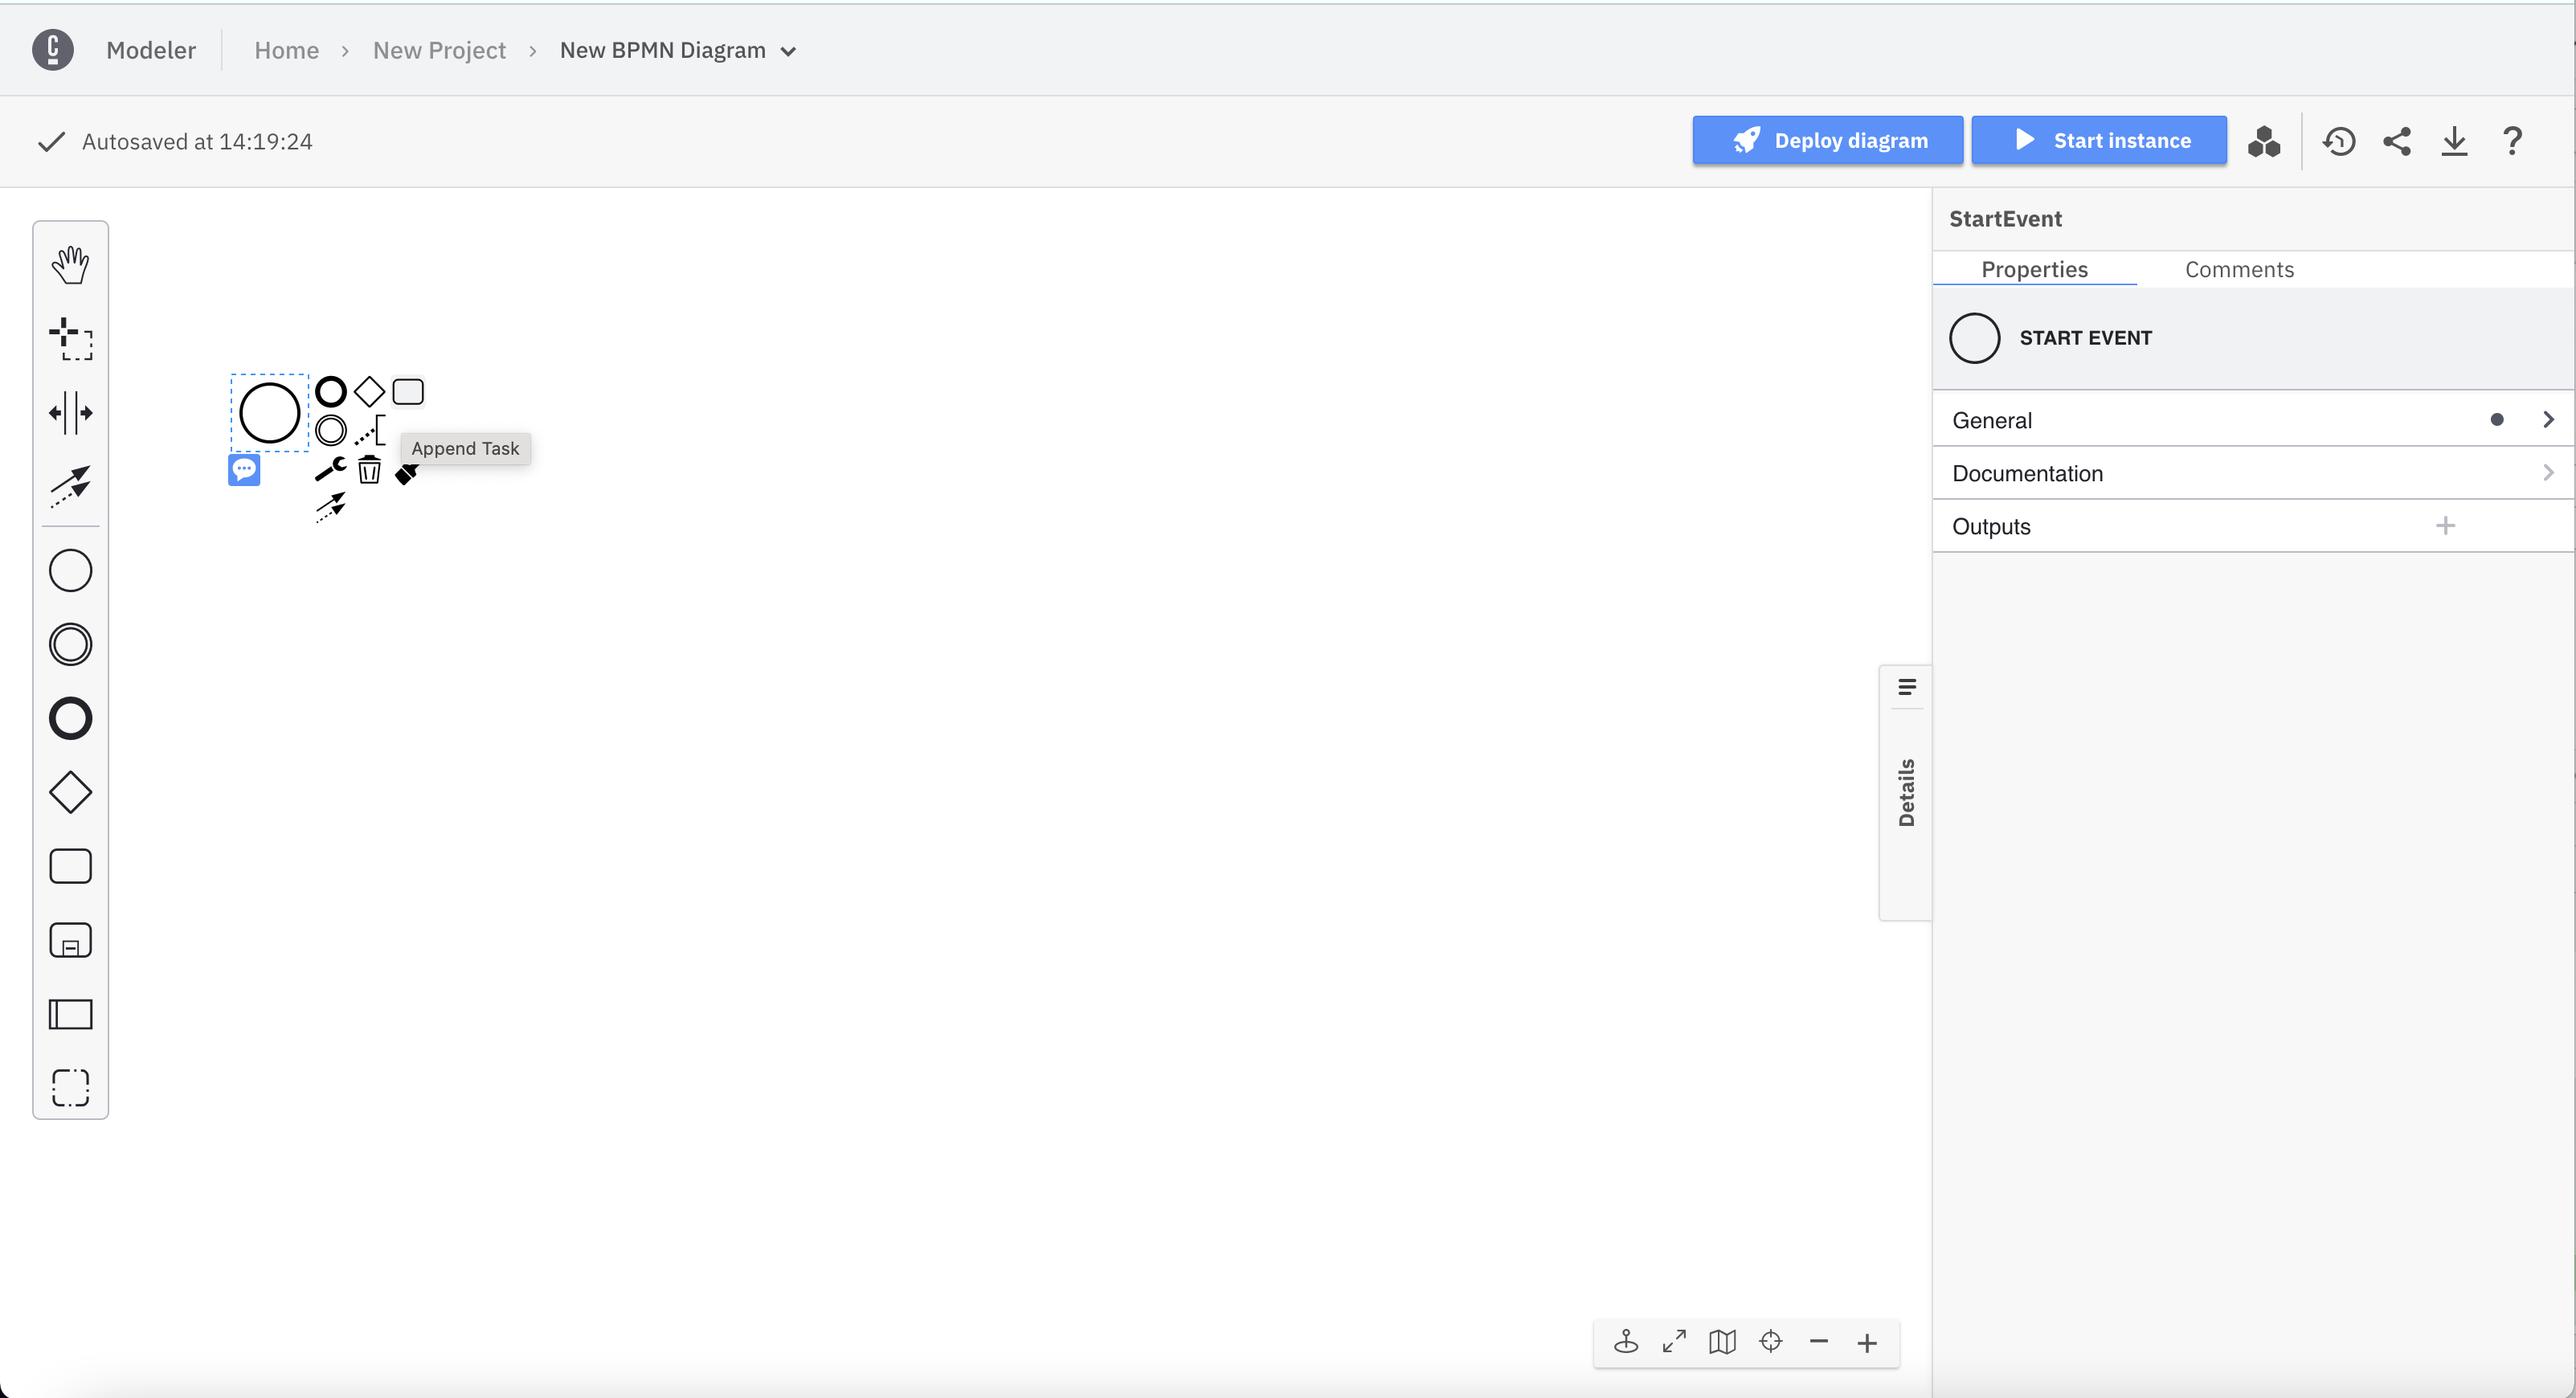 Modeler
Home
New Project
New BPMN Diagram
Autosaved at 14:19:24
Deploy diagram
Start instance
StartEvent
Properties
Comments
START EVENT
General
Documentation
Outputs
Append Task
Details